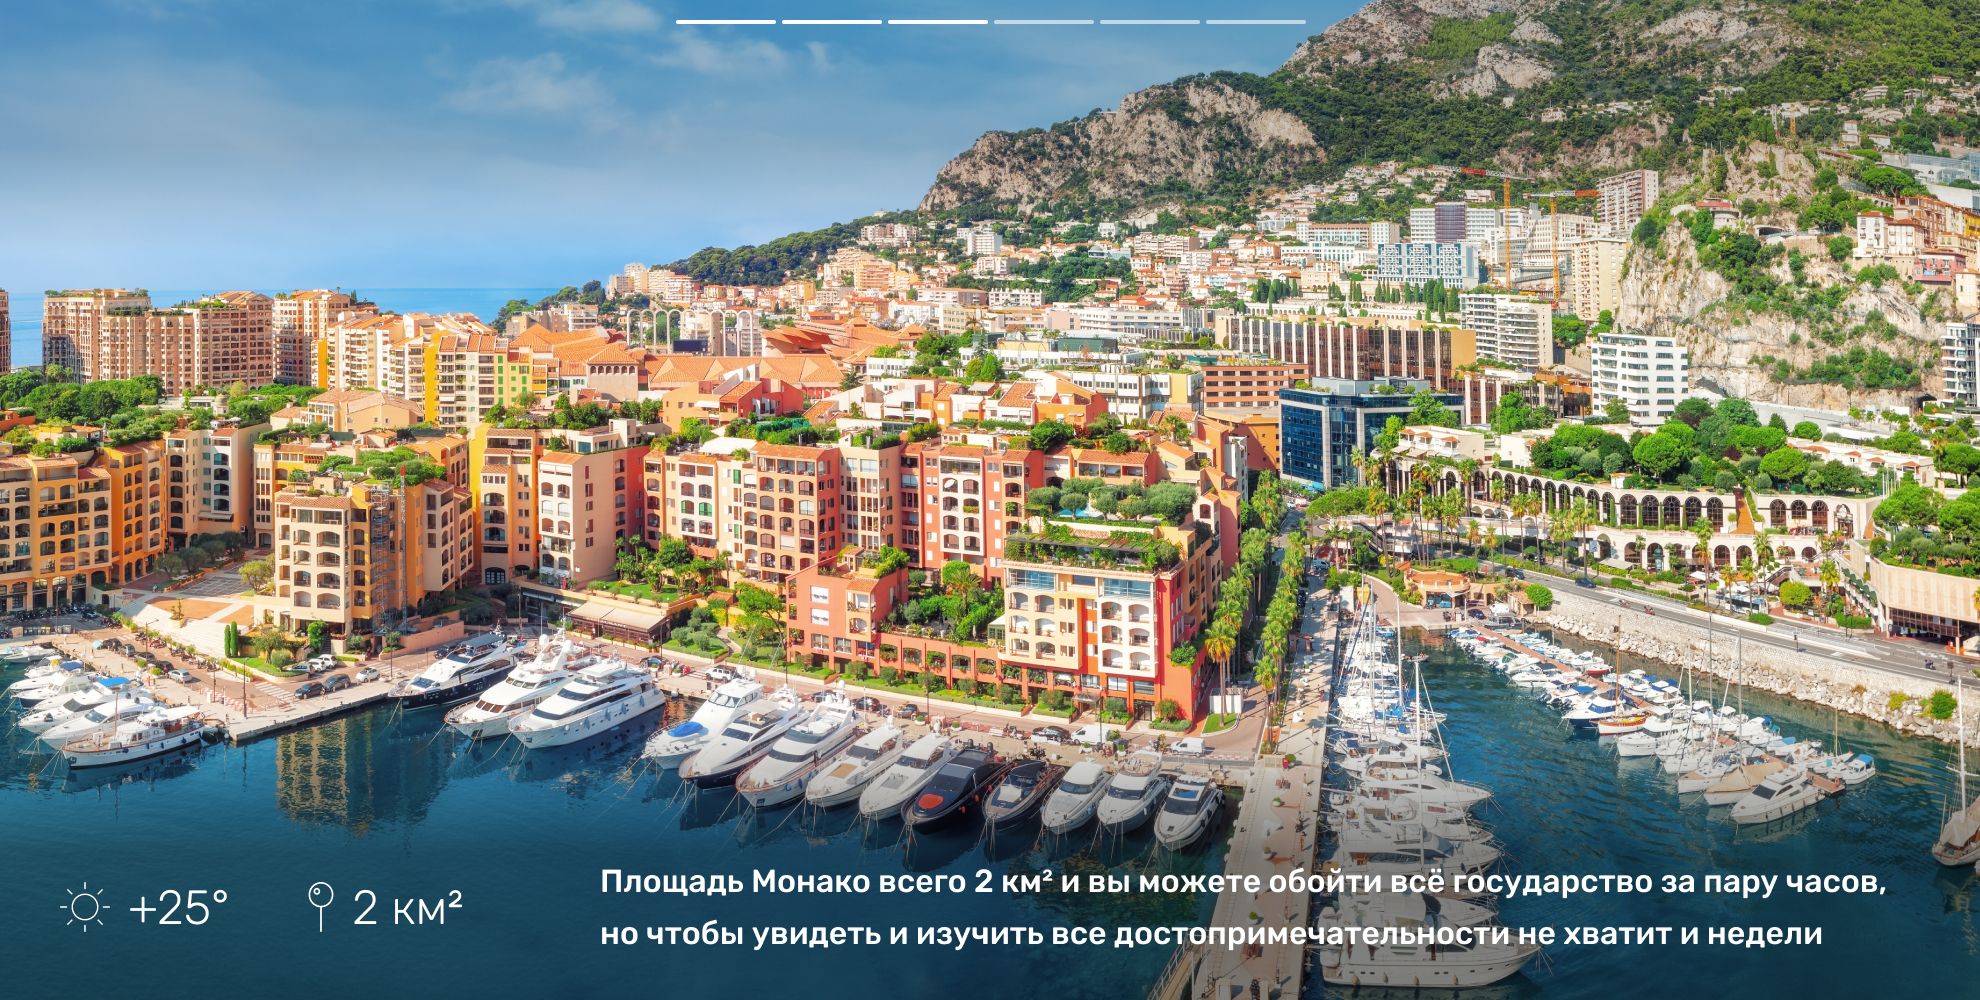 +25°
2 км²
Площадь Монако всего 2 км² и вы можете обойти всё государство за пару часов,
но чтобы увидеть и изучить все достопримечательности не хватит и недели